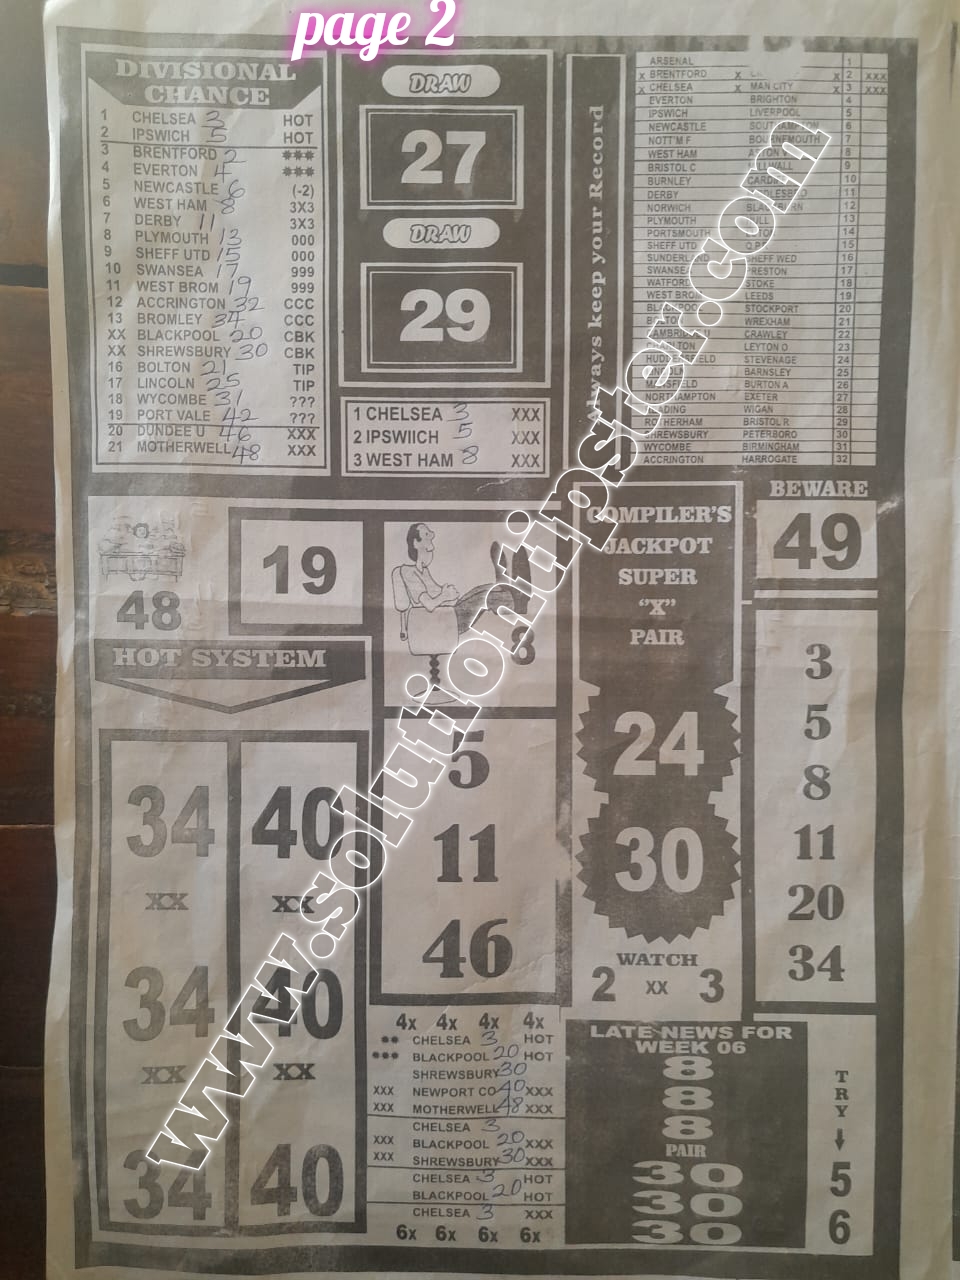 page 2
DIVISIONAL
CHANCE
1 CHELSEA 3 HOT
2 IPSWICH 5 HOT
3 BRENTFORD 2 ***
4 EVERTON 4 ***
5 NEWCASTLE 6 (-2)
6 WEST HAM 8 3X3
7 DERBY 11 3X3
8 PLYMOUTH 13 000
9 SHEFF UTD 15 000
10 SWANSEA 17 999
11 WEST BROM 19 999
12 ACCRINGTON 32 CCC
13 BROMLEY 34 CCC
XX BLACKPOOL 20 CBK
XX SHREWSBURY 30 CBK
16 BOLTON 21 TIP
17 LINCOLN 25 TIP
18 WYCOMBE 31 ???
19 PORT VALE 42 ???
20 DUNDEE U 46 XXX
21 MOTHERWELL 48 XXX
DRAW
27
DRAW
29
1 CHELSEA 3 XXX
2 IPSWIICH 5 XXX
3 WEST HAM 8 XXX
Always keep your Record
ARSENAL 1
X BRENTFORD X X 2 XXX
X CHELSEA X MAN CITY X 3 XXX
EVERTON BRIGHTON 4
IPSWICH LIVERPOOL 5
NEWCASTLE SOUTHAMPTON 6
NOTT'M F BOURNEMOUTH 7
WEST HAM 8
BRISTOL C 9
BURNLEY 10
DERBY 11
NORWICH 12
PLYMOUTH 13
PORTSMOUTH 14
SHEFF UTD 15
SUNDERLAND SHEFF WED 16
SWANSEA PRESTON 17
WATFORD STOKE 18
WEST BROM LEEDS 19
BLACKPOOL STOCKPORT 20
WREXHAM 21
CAMBRIDGE U CRAWLEY 22
LEYTON O 23
HUDDERSFIELD STEVENAGE 24
LINCOLN BARNSLEY 25
MANSFIELD BURTON A 26
NORTHAMPTON EXETER 27
READING WIGAN 28
ROTHERHAM BRISTOL R 29
SHREWSBURY PETERBORO 30
WYCOMBE BIRMINGHAM 31
ACCRINGTON HARROGATE 32
48
19
3
COMPILER'S
JACKPOT
SUPER
"X"
PAIR
24
30
WATCH
2 XX 3
BEWARE
49
3
5
8
11
20
34
HOT SYSTEM
34 40
XX XX
34 40
XX XX
34 40
5
11
46
4x 4x 4x 4x
** CHELSEA 3 HOT
*** BLACKPOOL 20 HOT
SHREWSBURY 30
XXX NEWPORT CO 40 XXX
XXX MOTHERWELL 48 XXX
CHELSEA 3
XXX BLACKPOOL 20 XXX
XXX SHREWSBURY 30 XXX
CHELSEA 3 HOT
BLACKPOOL 20 HOT
CHELSEA 3 XXX
6x 6x 6x 6x
LATE NEWS FOR
WEEK 06
8
8
8
PAIR
30
30
30
TRY
5
6
www.solutiontipster.com